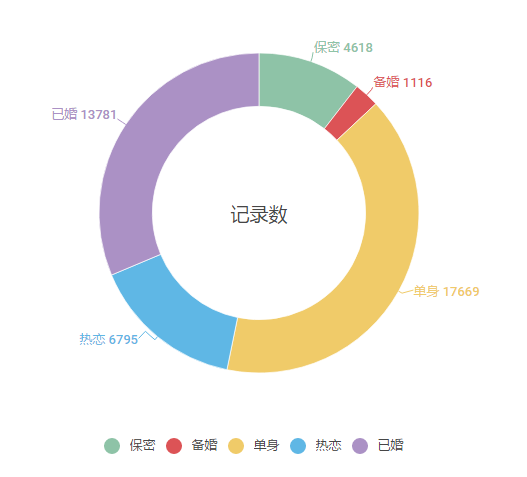 保密 4618
备婚 1116
已婚 13781
记录数
单身 17669
热恋 6795
保密 备婚 单身 热恋 已婚